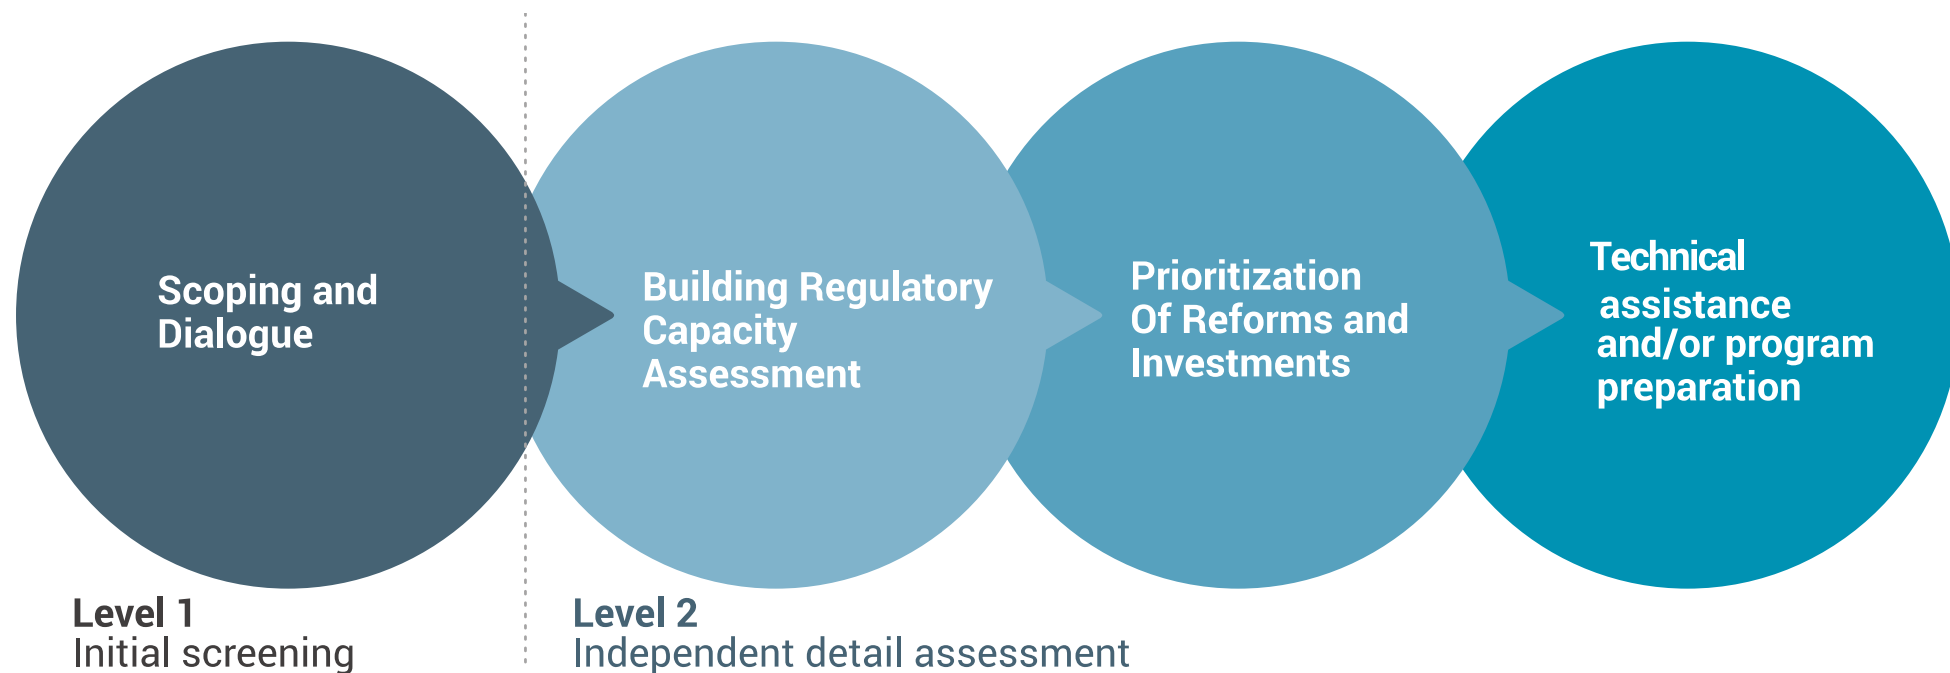 Scoping and
Dialogue
Building Regulatory
Capacity
Assessment
Prioritization
Of Reforms and
Investments
Technical
assistance
and/or program
preparation
Level 1
Initial screening
Level 2
Independent detail assessment